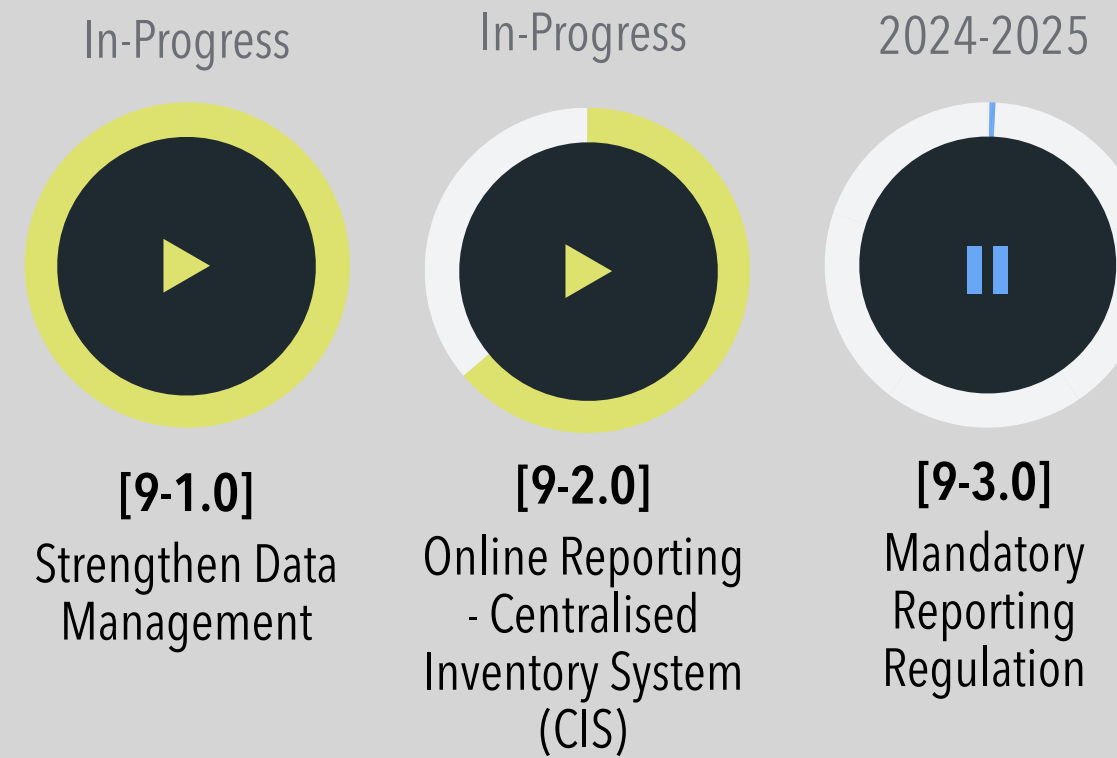 In-Progress
[9-1.0]
Strengthen Data
Management
In-Progress
[9-2.0]
Online Reporting
- Centralised
Inventory System
(CIS)
2024-2025
[9-3.0]
Mandatory
Reporting
Regulation